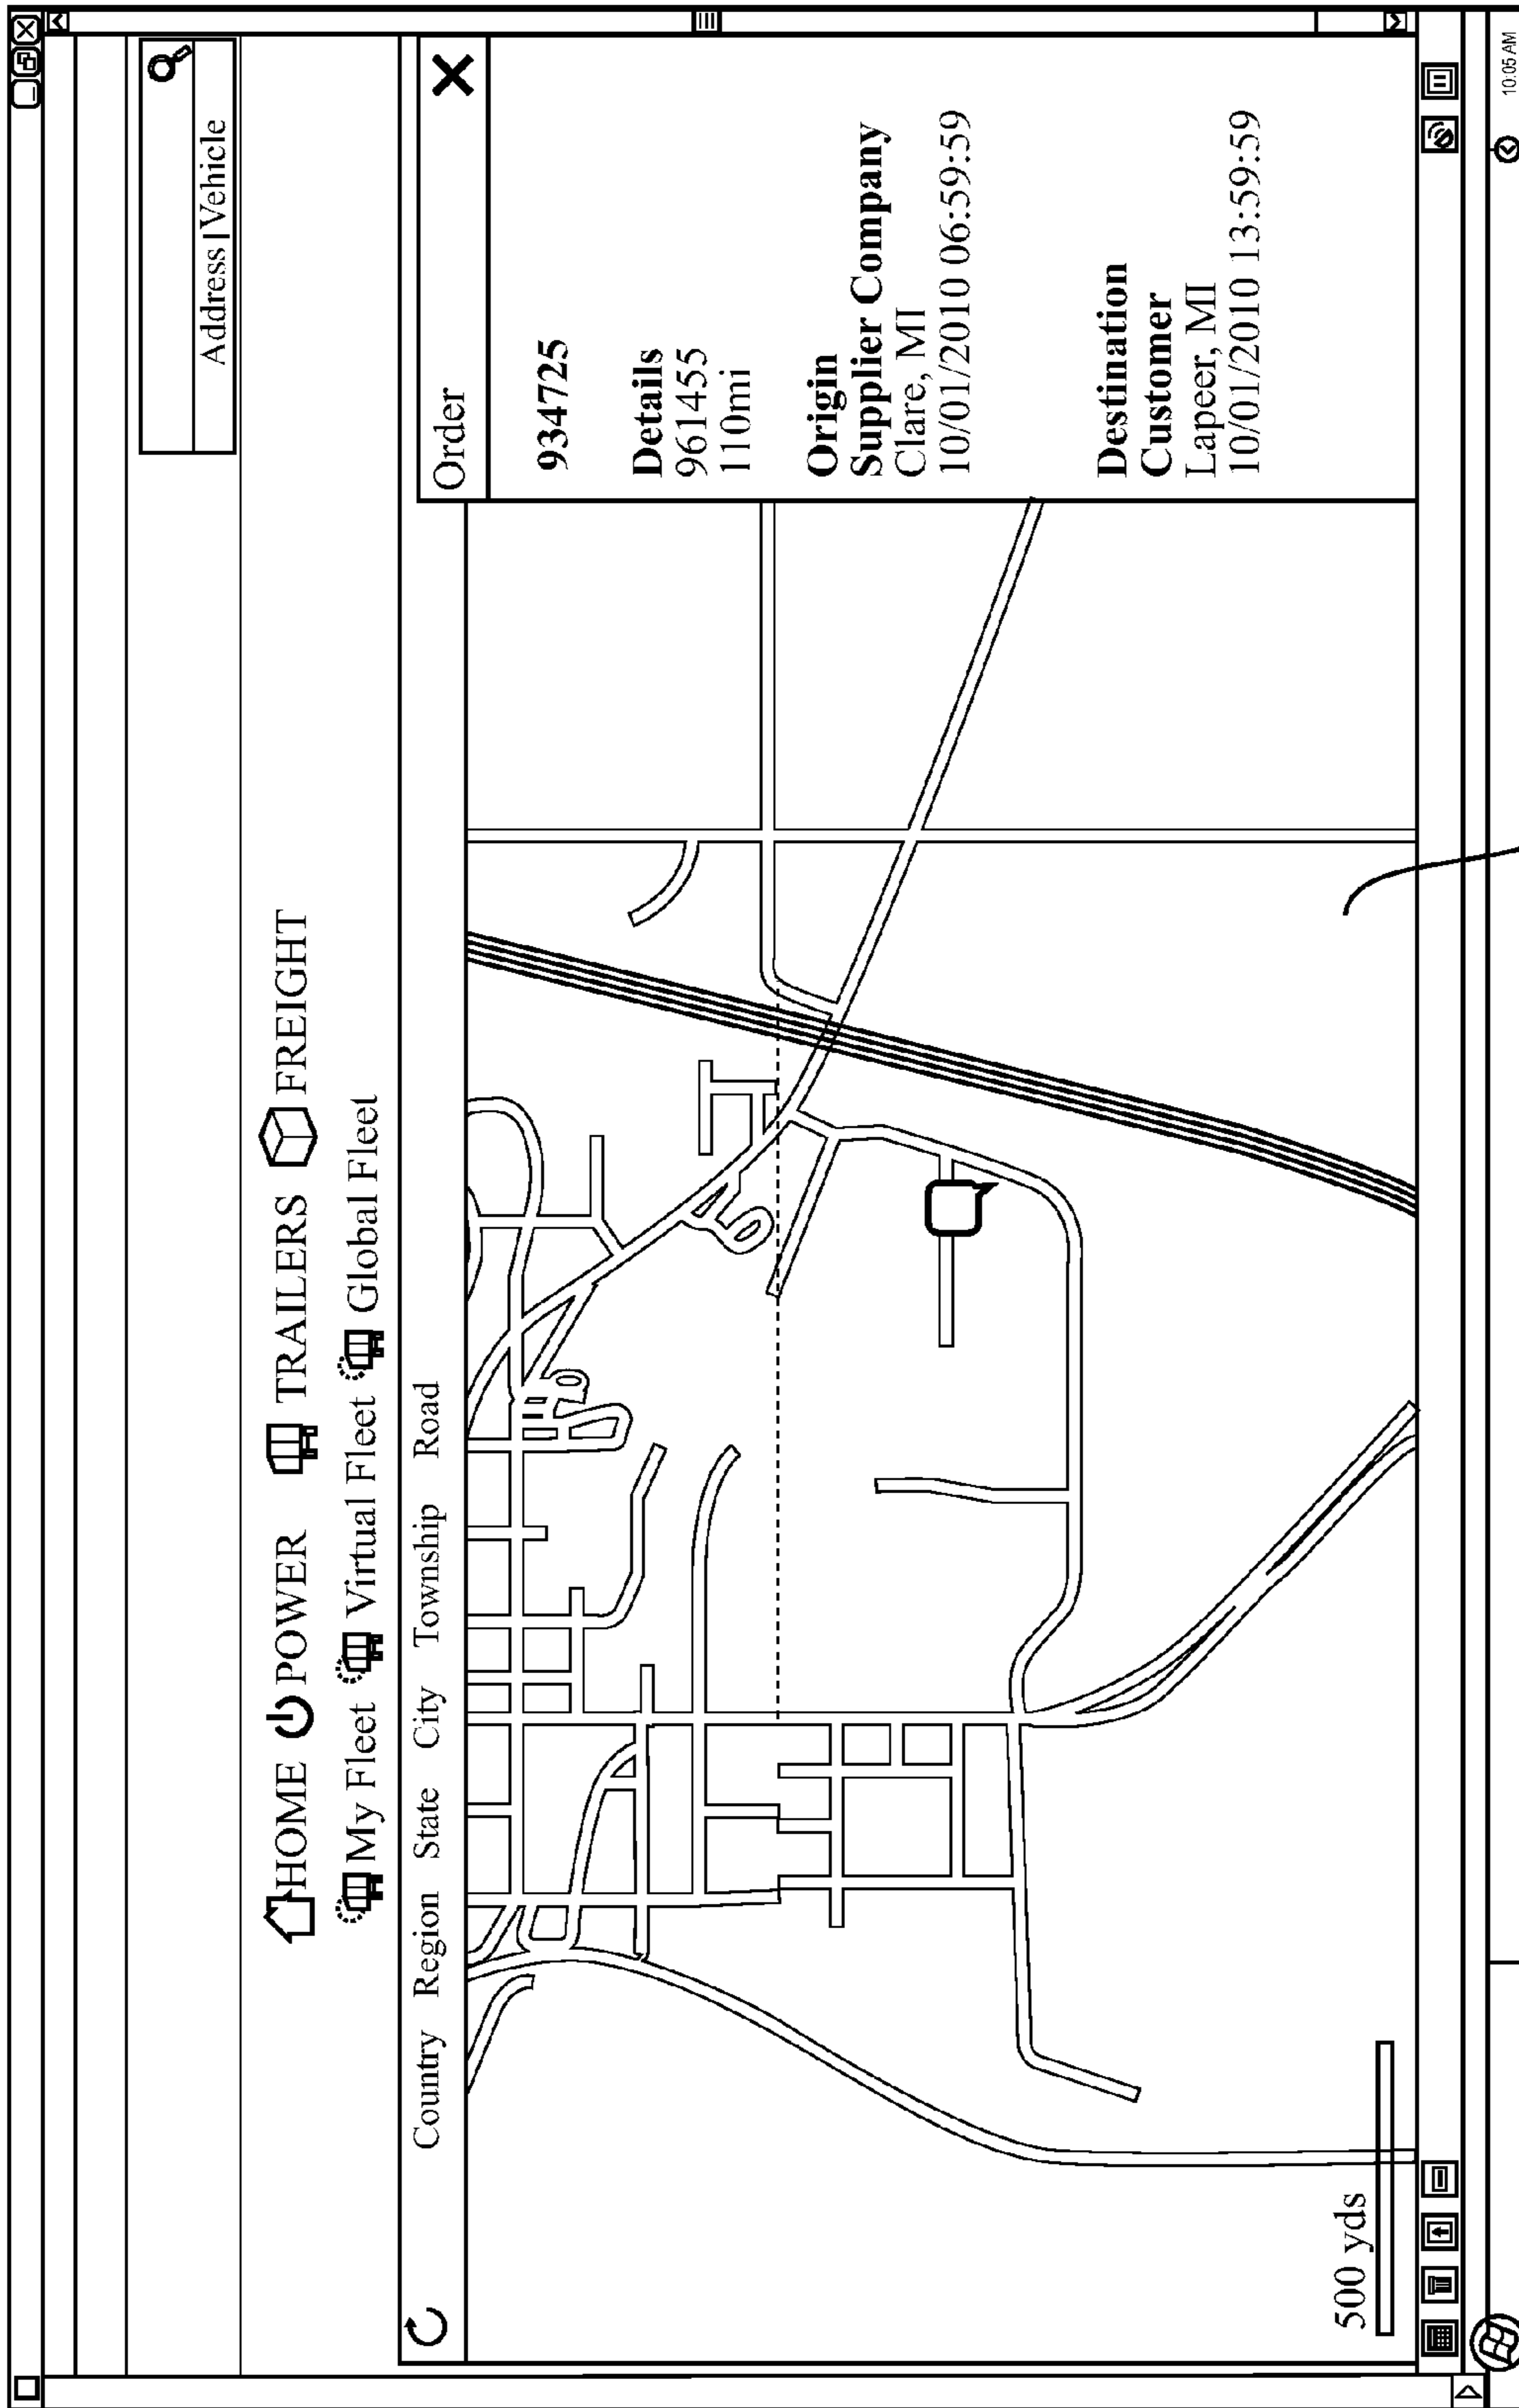 Address | Vehicle
HOME POWER TRAILERS FREIGHT
My Fleet Virtual Fleet Global Fleet
Country Region State City Township Road
Order
934725
Details
961455
110mi
Origin
Supplier Company
Clare, MI
10/01/2010 06:59:59
Destination
Customer
Lapeer, MI
10/01/2010 13:59:59
500 yds
10:05 AM